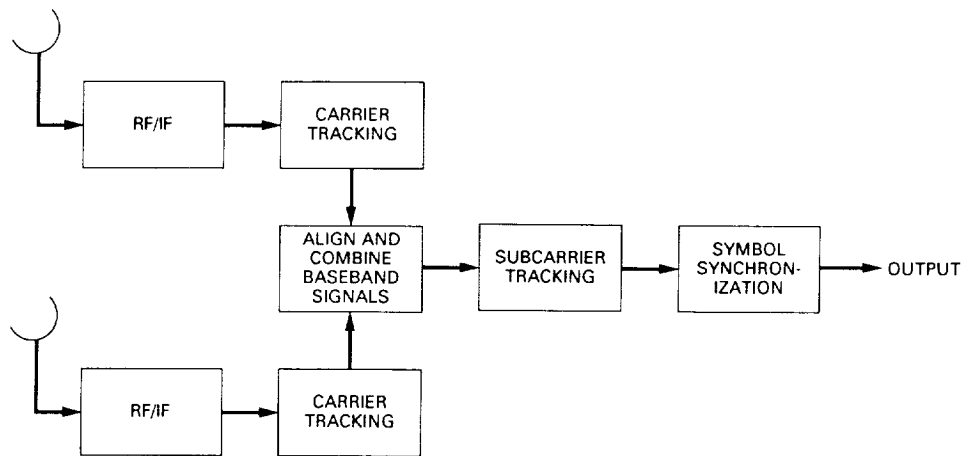 RF/IF
CARRIER
TRACKING
ALIGN AND
COMBINE
BASEBAND
SIGNALS
SUBCARRIER
TRACKING
SYMBOL
SYNCHRON-
IZATION
OUTPUT
RF/IF
CARRIER
TRACKING